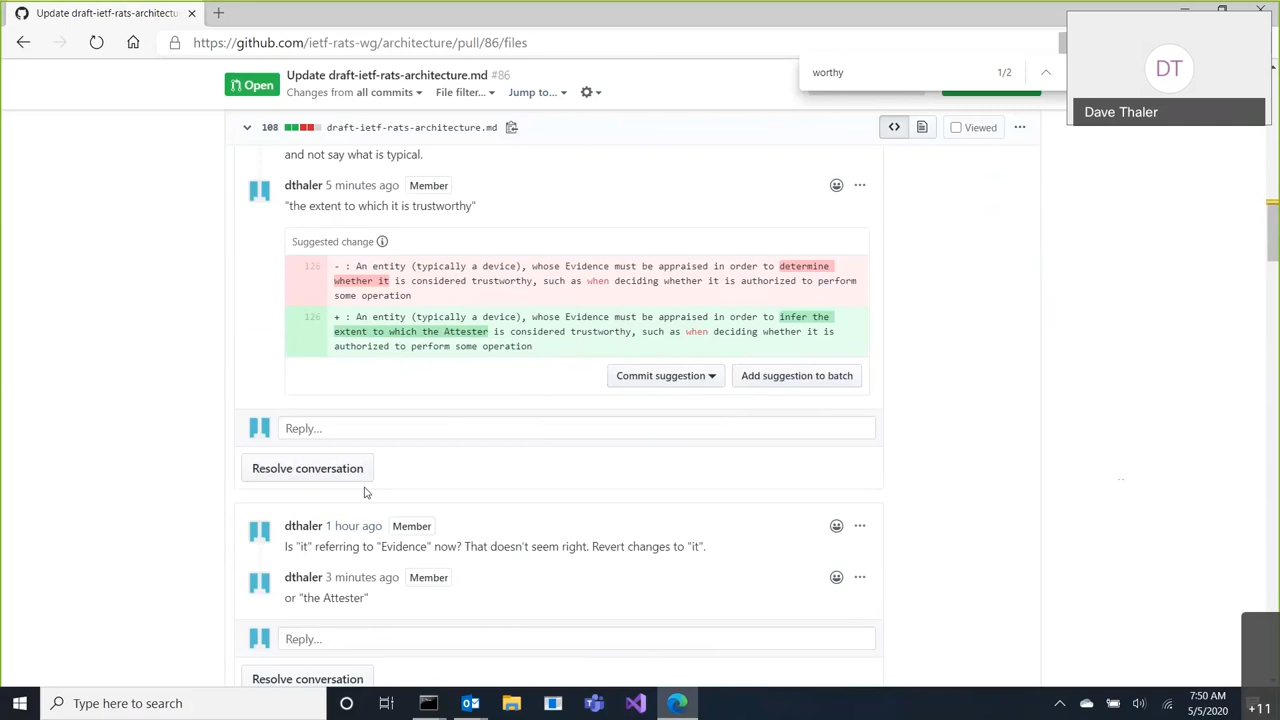 Update draft-ietf-rats-architectu
https://github.com/ietf-rats-wg/architecture/pull/86/files
worthy
1/2
DT
Dave Thaler
Open
Update draft-ietf-rats-architecture.md #86
Changes from all commits File filter... Jump to...
108 draft-ietf-rats-architecture.md
Viewed
and not say what is typical.
dthaler 5 minutes ago Member
"the extent to which it is trustworthy"
Suggested change
126 - : An entity (typically a device), whose Evidence must be appraised in order to determine
whether it is considered trustworthy, such as when deciding whether it is authorized to perform
some operation
126 + : An entity (typically a device), whose Evidence must be appraised in order to infer the
extent to which the Attester is considered trustworthy, such as when deciding whether it is
authorized to perform some operation
Commit suggestion Add suggestion to batch
Reply...
Resolve conversation
dthaler 1 hour ago Member
Is "it" referring to "Evidence" now? That doesn't seem right. Revert changes to "it".
dthaler 3 minutes ago Member
or "the Attester"
Reply...
Resolve conversation
Type here to search
7:50 AM
5/5/2020
+11